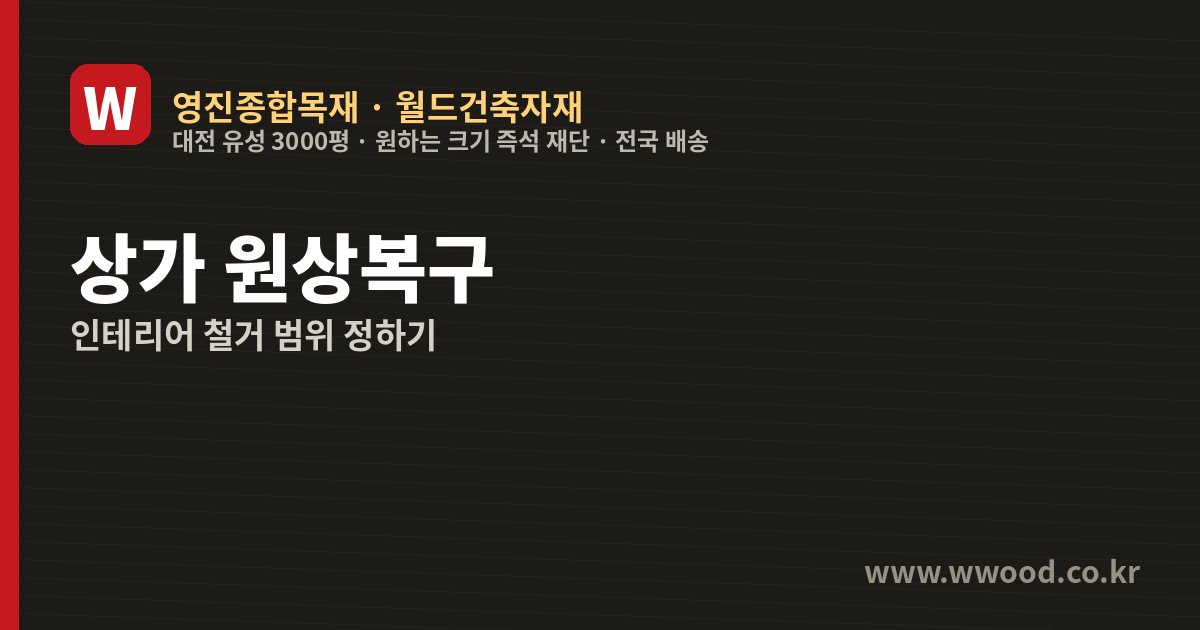 W
영진종합목재 · 월드건축자재
대전 유성 3000평 · 원하는 크기 즉석 재단 · 전국 배송
상가 원상복구
인테리어 철거 범위 정하기
www.wwood.co.kr